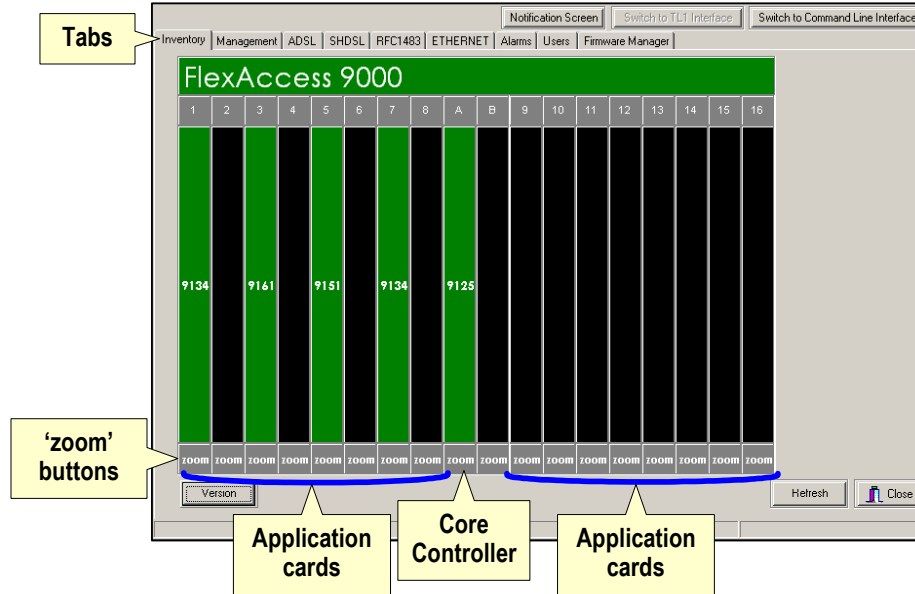 Notification Screen Switch to TL1 Interface Switch to Command Line Interface
Tabs
Inventory Management ADSL SHDSL RFC1483 ETHERNET Alarms Users Firmware Manager
FlexAccess 9000
1 2 3 4 5 6 7 8 A B 9 10 11 12 13 14 15 16
9134 9161 9151 9134 9125
‘zoom’
buttons
zoom zoom zoom zoom zoom zoom zoom zoom zoom zoom zoom zoom zoom zoom zoom zoom zoom zoom
Version Refresh Close
Application
cards
Core
Controller
Application
cards